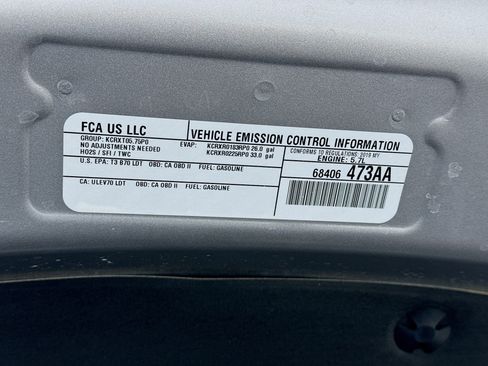 FCA US LLC
GROUP: KCRXT05.75P0
NO ADJUSTMENTS NEEDED
HO2S / SFI / TWC
EVAP: KCRXR0183RP0 26.0 gal
KCRXR0225RP0 33.0 gal
VEHICLE EMISSION CONTROL INFORMATION
CONFORMS TO REGULATIONS: 2019 MY
ENGINE: 5.7L
U.S. EPA: T3 B70 LDT OBD: CA OBD II FUEL: GASOLINE
CA: ULEV70 LDT OBD: CA OBD II FUEL: GASOLINE
68406 473AA